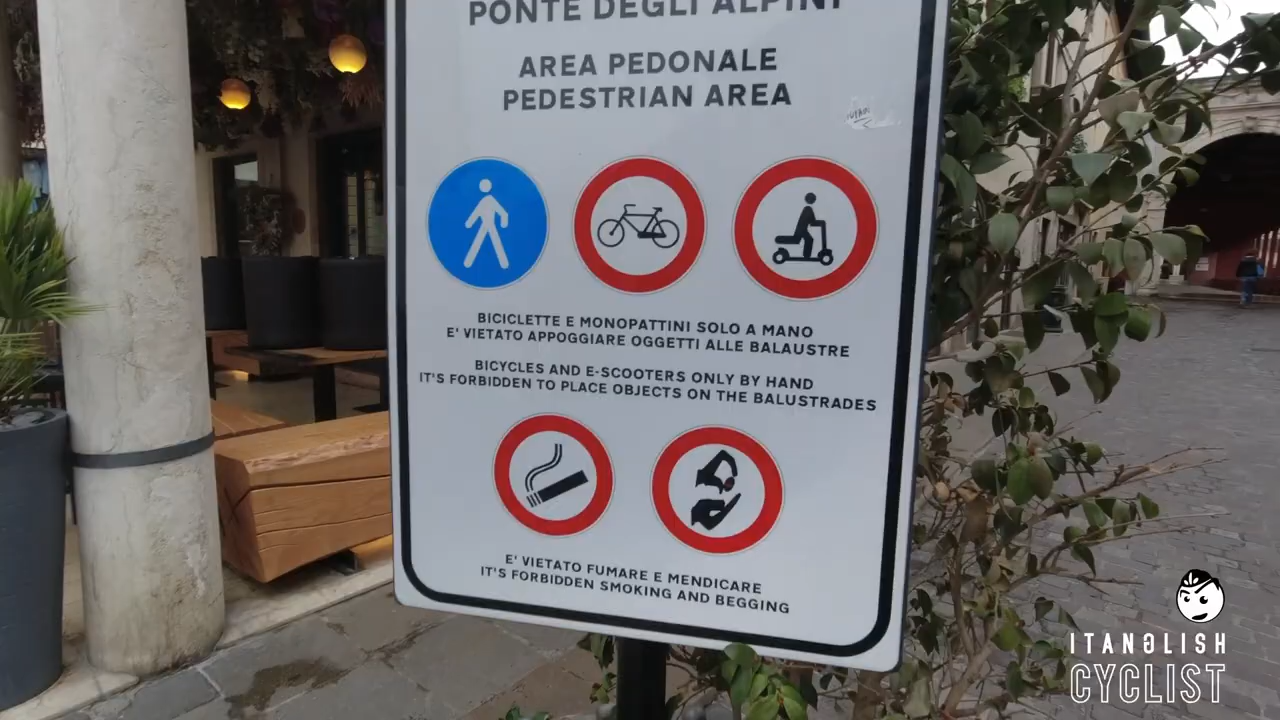 PONTE DEGLI ALPINI
AREA PEDONALE
PEDESTRIAN AREA
BICICLETTE E MONOPATTINI SOLO A MANO
E' VIETATO APPOGGIARE OGGETTI ALLE BALAUSTRE
BICYCLES AND E-SCOOTERS ONLY BY HAND
IT'S FORBIDDEN TO PLACE OBJECTS ON THE BALUSTRADES
E' VIETATO FUMARE E MENDICARE
IT'S FORBIDDEN SMOKING AND BEGGING
ITANƏLISH
CYCLIST